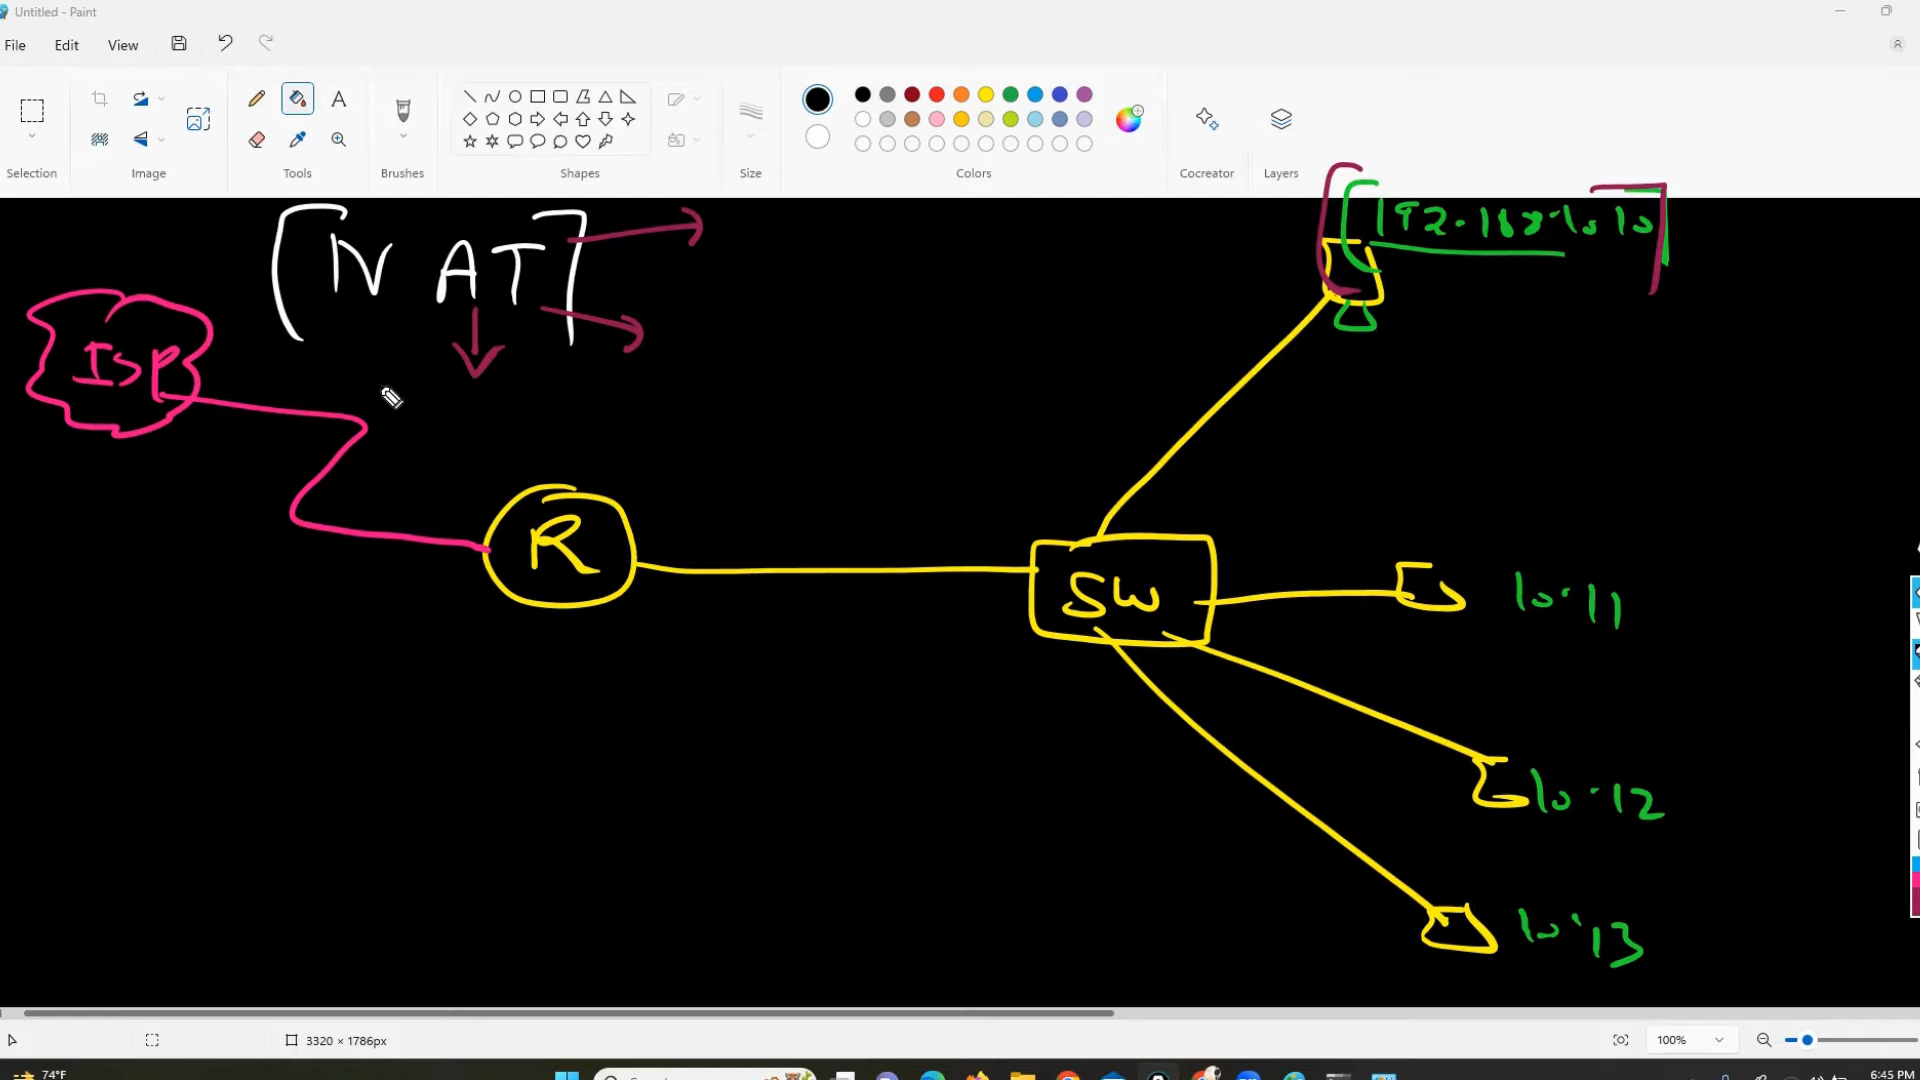 Untitled - Paint
File Edit View
Selection Image Tools Brushes Shapes Size Colors Cocreator Layers
[NAT]
192.168.10.10
ISP
R
SW
10.11
10.12
10.13
3320 × 1786px
100%
74°F
6:45 PM